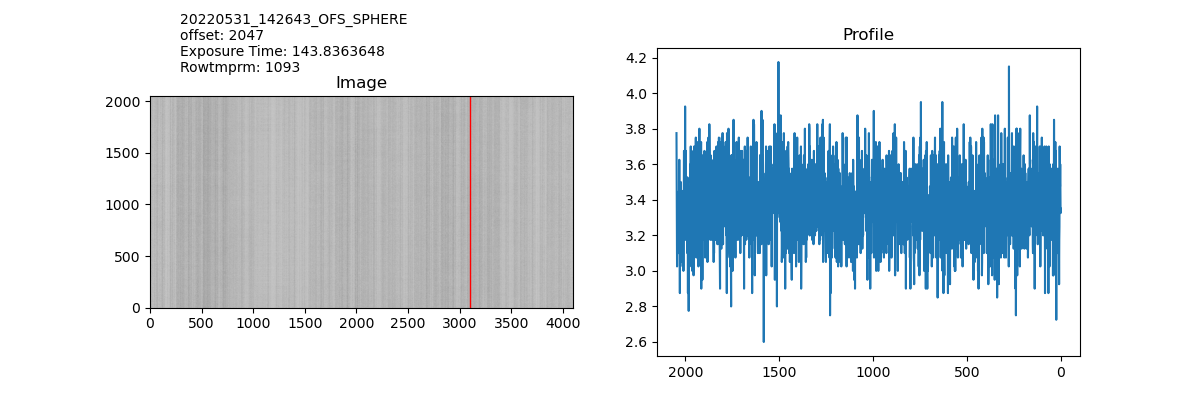 20220531_142643_OFS_SPHERE
offset: 2047
Exposure Time: 143.8363648
Rowtmprm: 1093
Image
2000
1500
1000
500
0
0 500 1000 1500 2000 2500 3000 3500 4000
Profile
4.2
4.0
3.8
3.6
3.4
3.2
3.0
2.8
2.6
2000 1500 1000 500 0